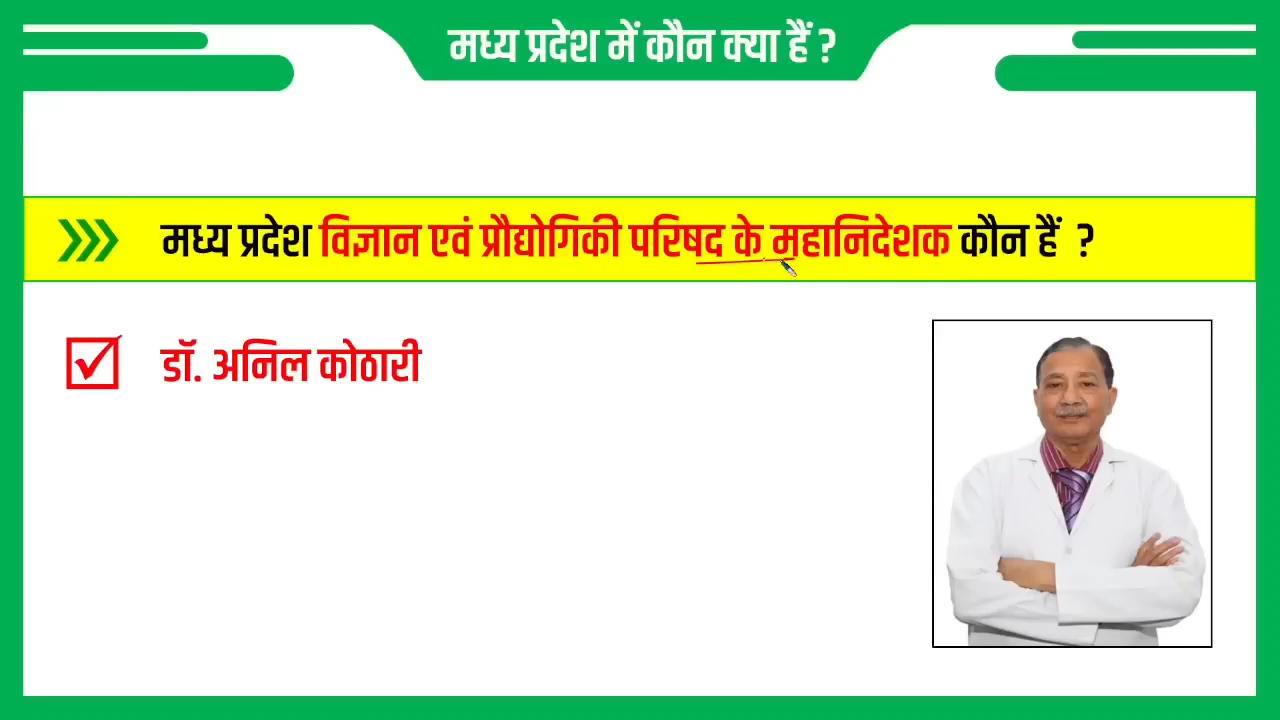 मध्य प्रदेश में कौन क्या हैं ?
मध्य प्रदेश विज्ञान एवं प्रौद्योगिकी परिषद के महानिदेशक कौन हैं ?
डॉ. अनिल कोठारी